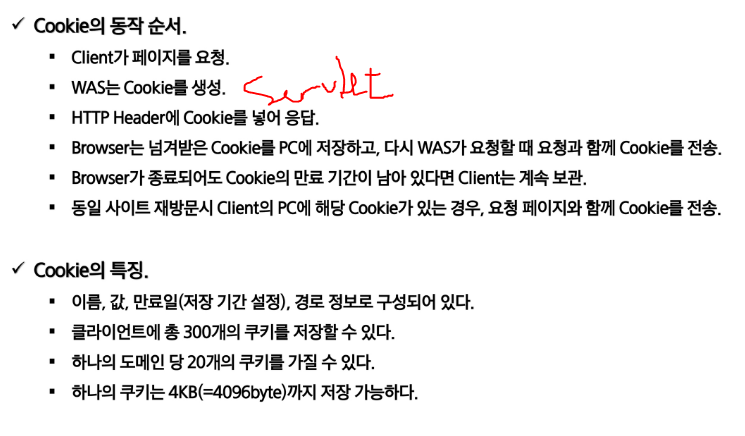 ✓ Cookie의 동작 순서.
▪ Client가 페이지를 요청.
▪ WAS는 Cookie를 생성. Servlet
▪ HTTP Header에 Cookie를 넣어 응답.
▪ Browser는 넘겨받은 Cookie를 PC에 저장하고, 다시 WAS가 요청할 때 요청과 함께 Cookie를 전송.
▪ Browser가 종료되어도 Cookie의 만료 기간이 남아 있다면 Client는 계속 보관.
▪ 동일 사이트 재방문시 Client의 PC에 해당 Cookie가 있는 경우, 요청 페이지와 함께 Cookie를 전송.
✓ Cookie의 특징.
▪ 이름, 값, 만료일(저장 기간 설정), 경로 정보로 구성되어 있다.
▪ 클라이언트에 총 300개의 쿠키를 저장할 수 있다.
▪ 하나의 도메인 당 20개의 쿠키를 가질 수 있다.
▪ 하나의 쿠키는 4KB(=4096byte)까지 저장 가능하다.